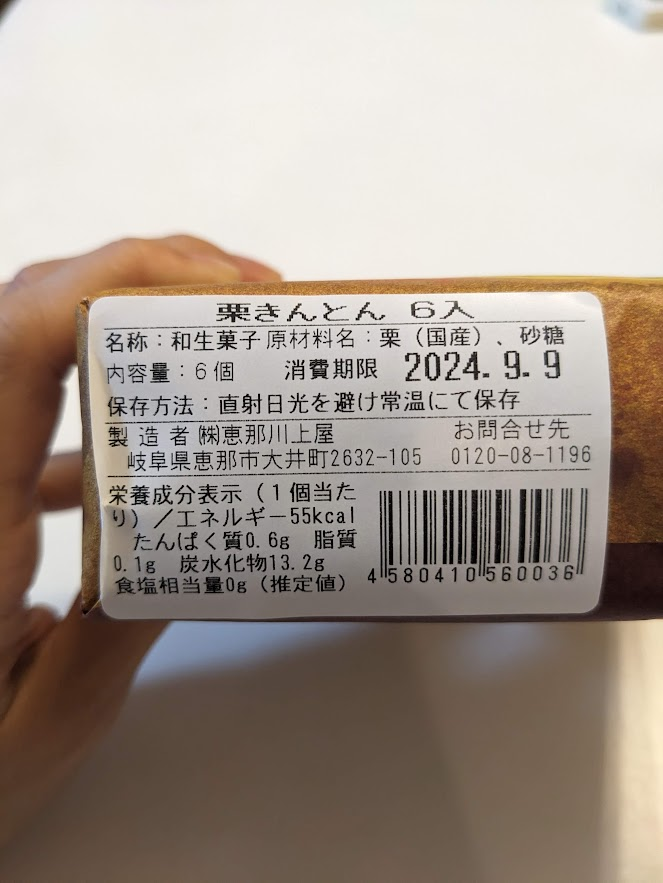 栗きんとん 6入
名称：和生菓子 原材料名：栗（国産）、砂糖
内容量：6個 消費期限 2024. 9. 9
保存方法：直射日光を避け常温にて保存
製造者 ㈱恵那川上屋 お問合せ先
岐阜県恵那市大井町2632-105 0120-08-1196
栄養成分表示（1個当た
り）／エネルギー55kcal
たんぱく質0.6g 脂質
0.1g 炭水化物13.2g
食塩相当量0g（推定値）
4580410560036